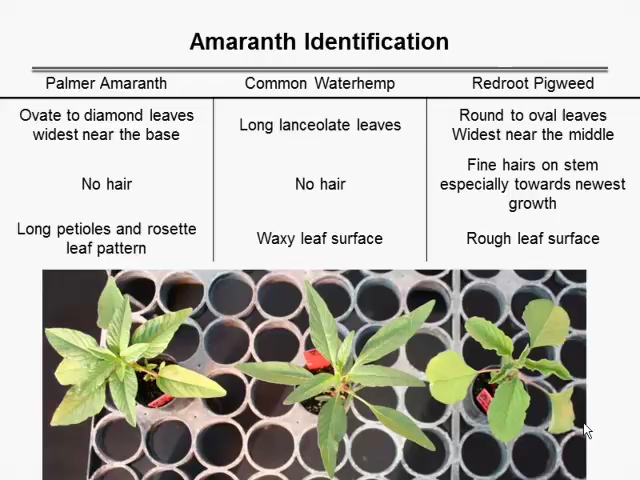 Amaranth Identification
Palmer Amaranth
Common Waterhemp
Redroot Pigweed
Ovate to diamond leaves
widest near the base
Long lanceolate leaves
Round to oval leaves
Widest near the middle
No hair
No hair
Fine hairs on stem
especially towards newest
growth
Long petioles and rosette
leaf pattern
Waxy leaf surface
Rough leaf surface